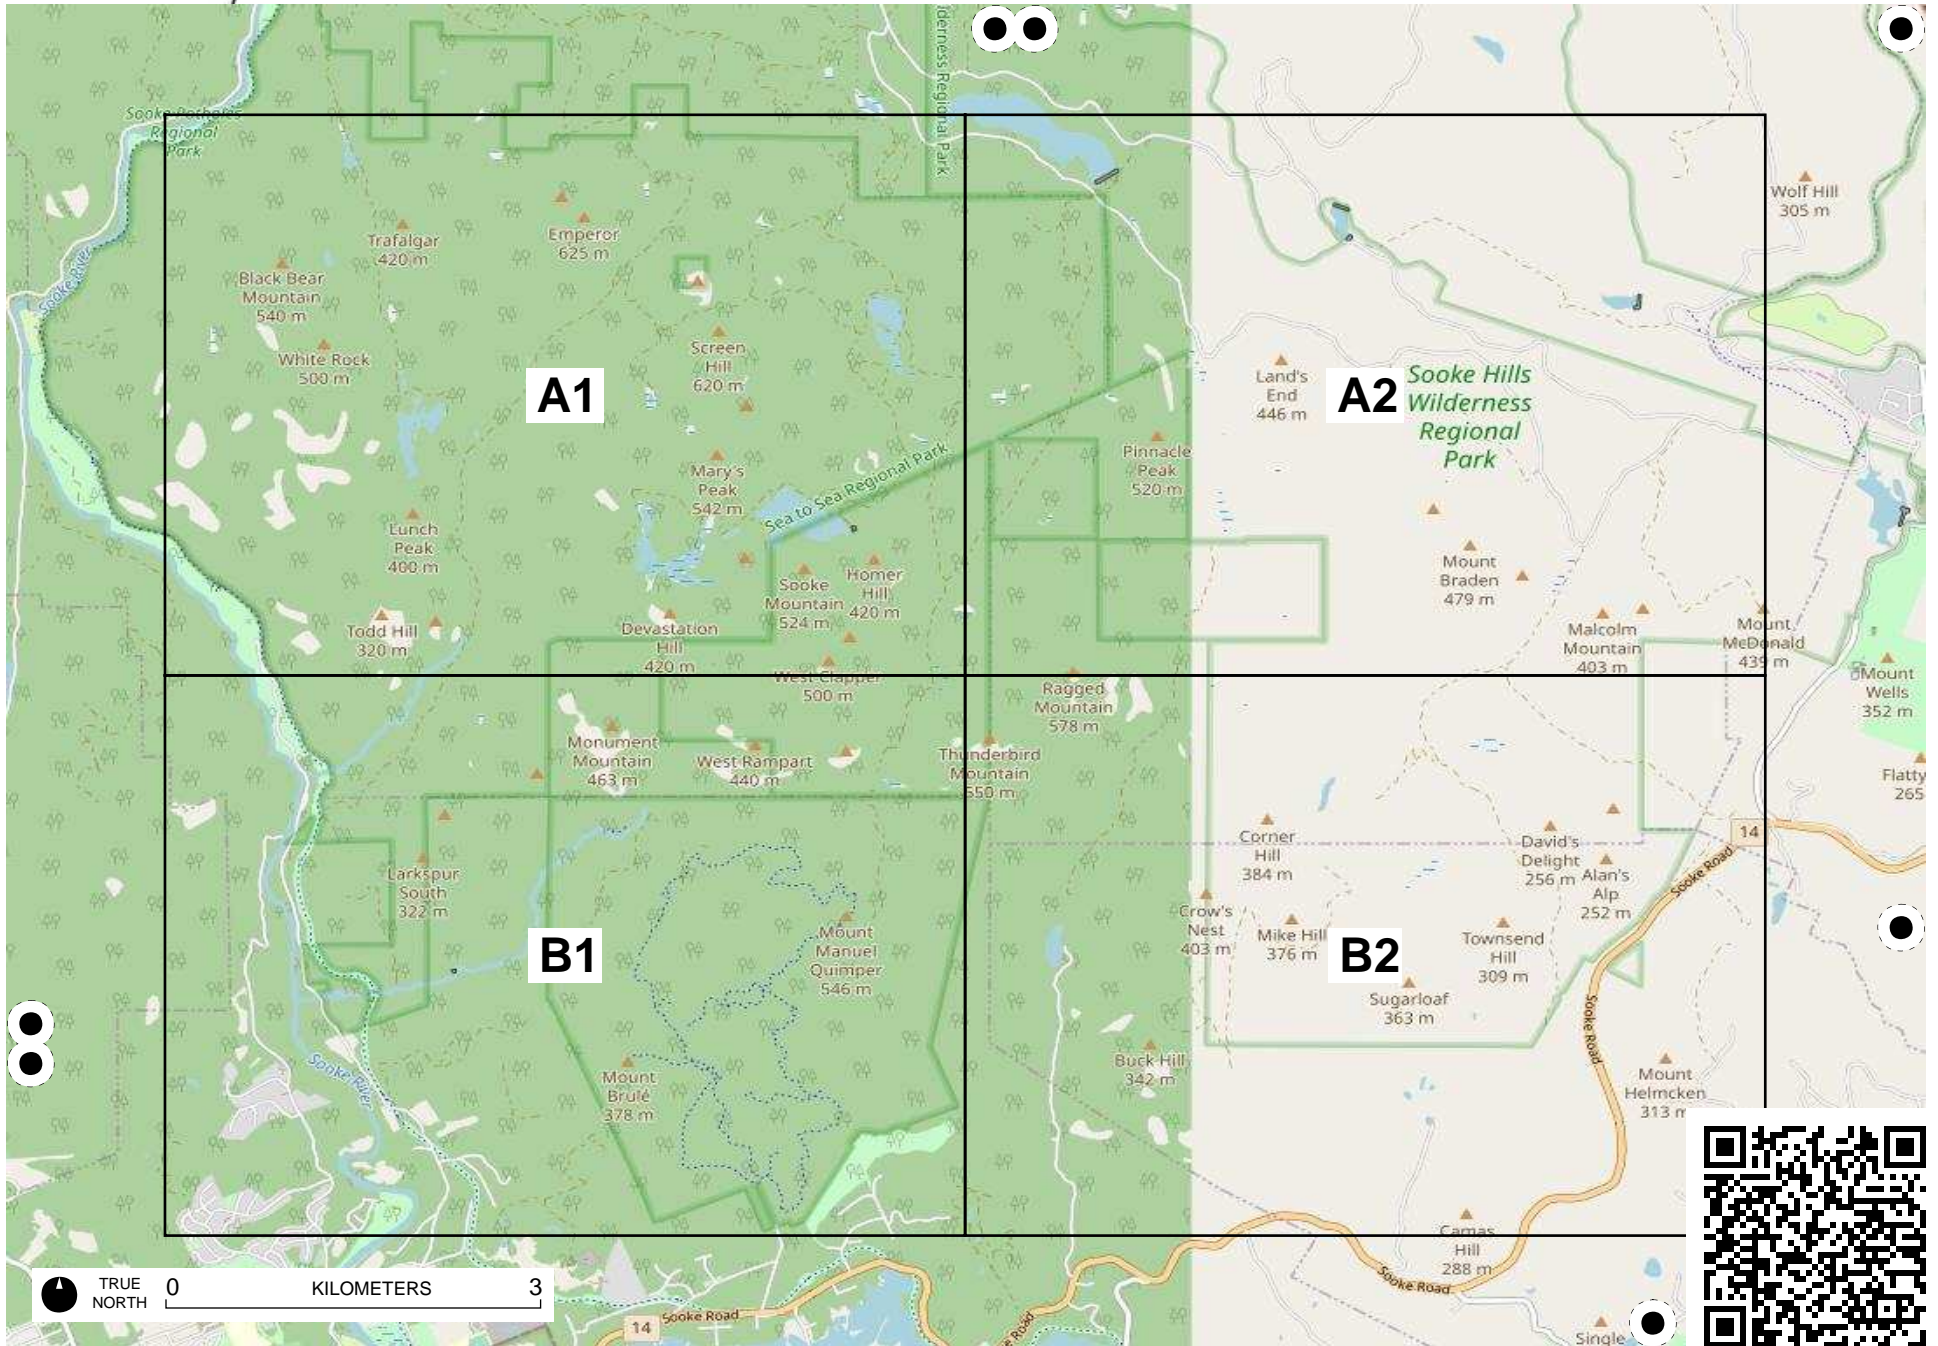 Sooke Potholes
Regional
Park
Wilderness Regional Park
Sooke River
Trafalgar
420 m
Emperor
625 m
Black Bear
Mountain
540 m
White Rock
500 m
Screen
Hill
620 m
A1
Mary's
Peak
542 m
Sea to Sea Regional Park
Lunch
Peak
400 m
Sooke
Mountain
524 m
Homer
Hill
420 m
Todd Hill
320 m
Devastation
Hill
420 m
West Clapper
500 m
Wolf Hill
305 m
Land's
End
446 m
A2
Sooke Hills
Wilderness
Regional
Park
Pinnacle
Peak
520 m
Mount
Braden
479 m
Malcolm
Mountain
403 m
Mount
McDonald
439 m
Mount
Wells
352 m
Flatty
265
Monument
Mountain
463 m
West Rampart
440 m
Thunderbird
Mountain
550 m
Ragged
Mountain
578 m
Larkspur
South
322 m
B1
Mount
Manuel
Quimper
546 m
Mount
Brulé
378 m
Sooke River
Corner
Hill
384 m
David's
Delight
256 m
Alan's
Alp
252 m
14
Sooke Road
Crow's
Nest
403 m
Mike Hill
376 m
B2
Townsend
Hill
309 m
Sugarloaf
363 m
Sooke Road
Buck Hill
342 m
Mount
Helmcken
313 m
Camas
Hill
288 m
Sooke Road
Single
TRUE
NORTH
0 KILOMETERS 3
14
Sooke Road
e Road